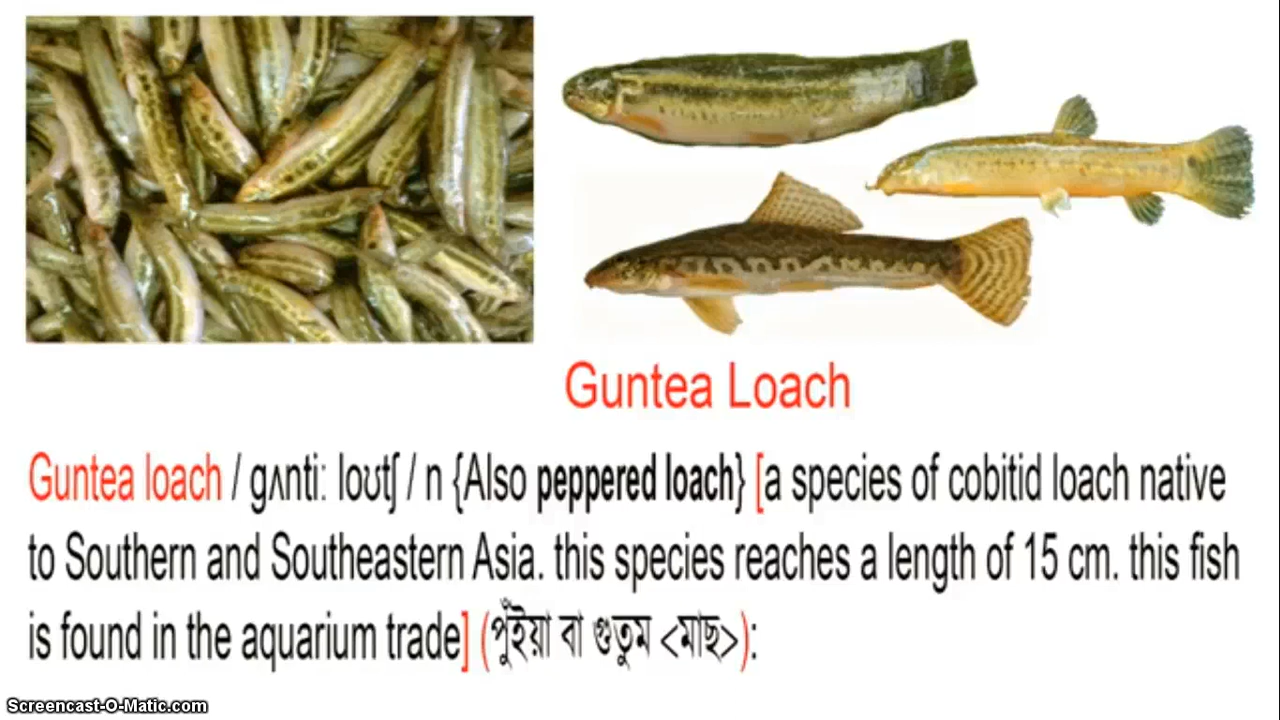 Guntea Loach
Guntea loach / gʌntiː loʊtʃ / n {Also peppered loach} [a species of cobitid loach native
to Southern and Southeastern Asia. this species reaches a length of 15 cm. this fish
is found in the aquarium trade] (পুঁইয়া বা গুতুম <মাছ>):
Screencast-O-Matic.com